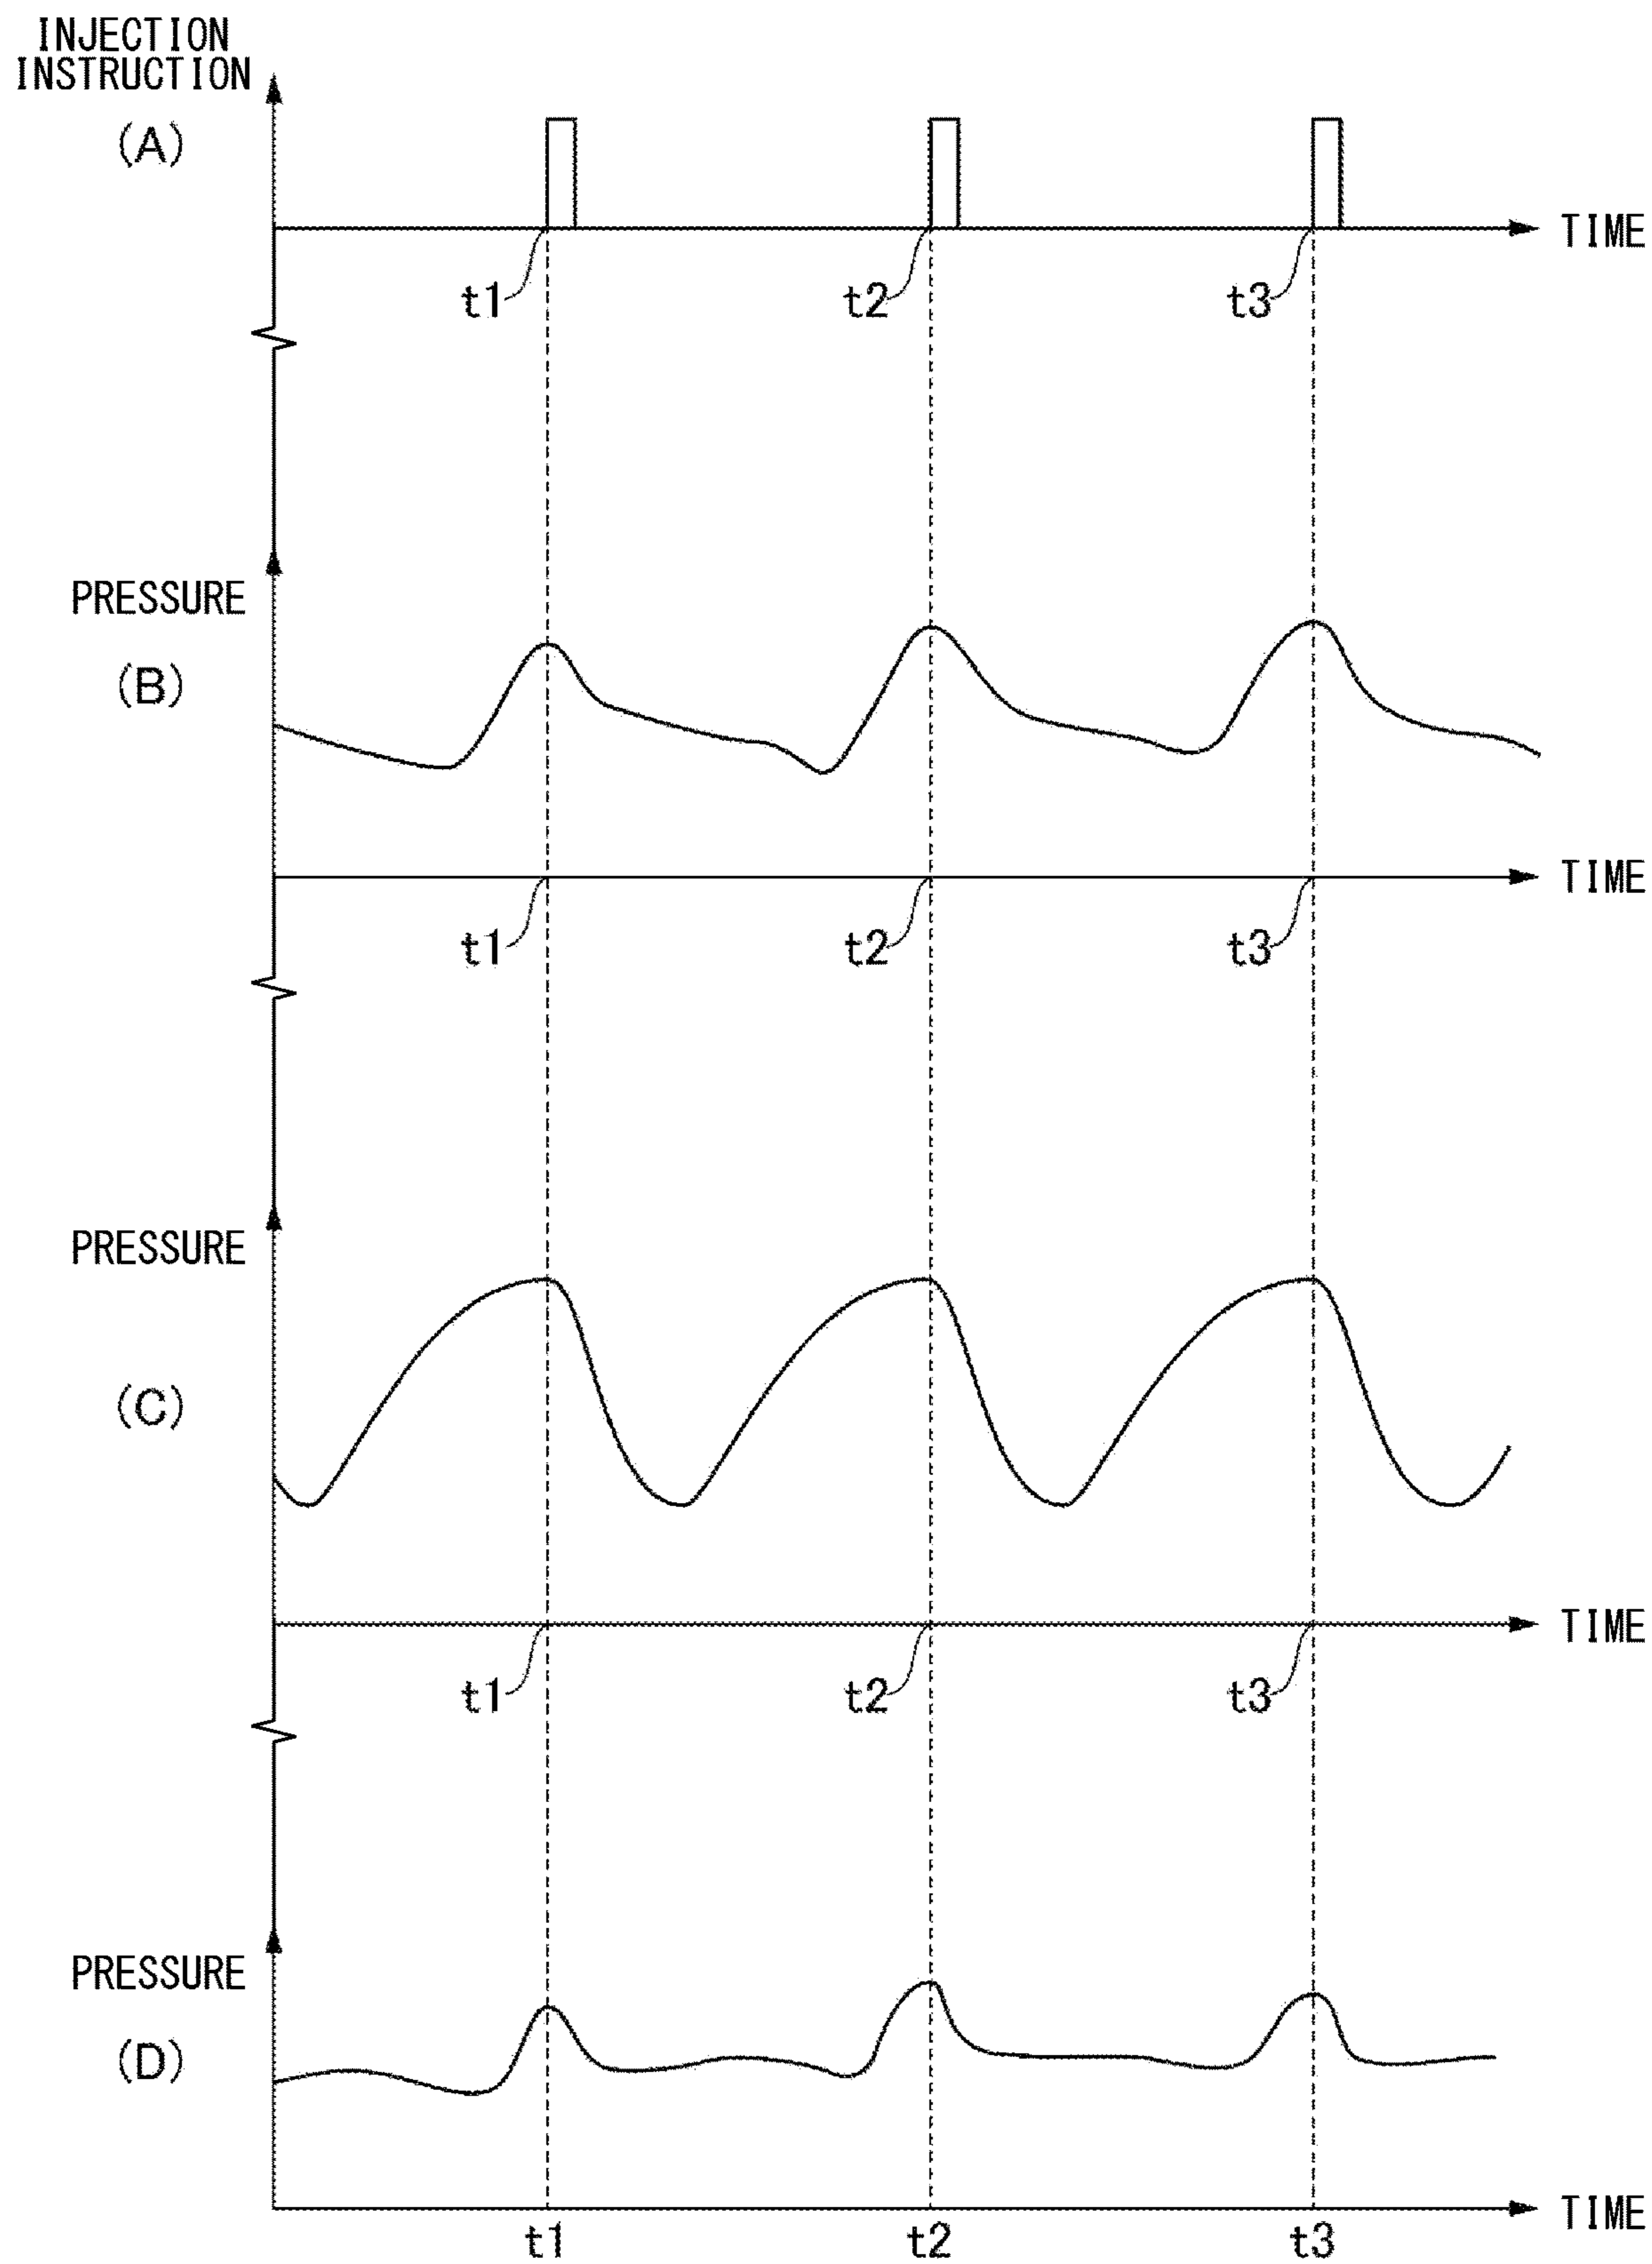 INJECTION
INSTRUCTION
(A)
TIME
t1
t2
t3
PRESSURE
(B)
TIME
t1
t2
t3
PRESSURE
(C)
TIME
t1
t2
t3
PRESSURE
(D)
TIME
t1
t2
t3